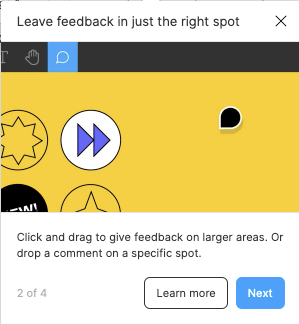 Leave feedback in just the right spot
T
NEW!
Click and drag to give feedback on larger areas. Or
drop a comment on a specific spot.
2 of 4
Learn more
Next